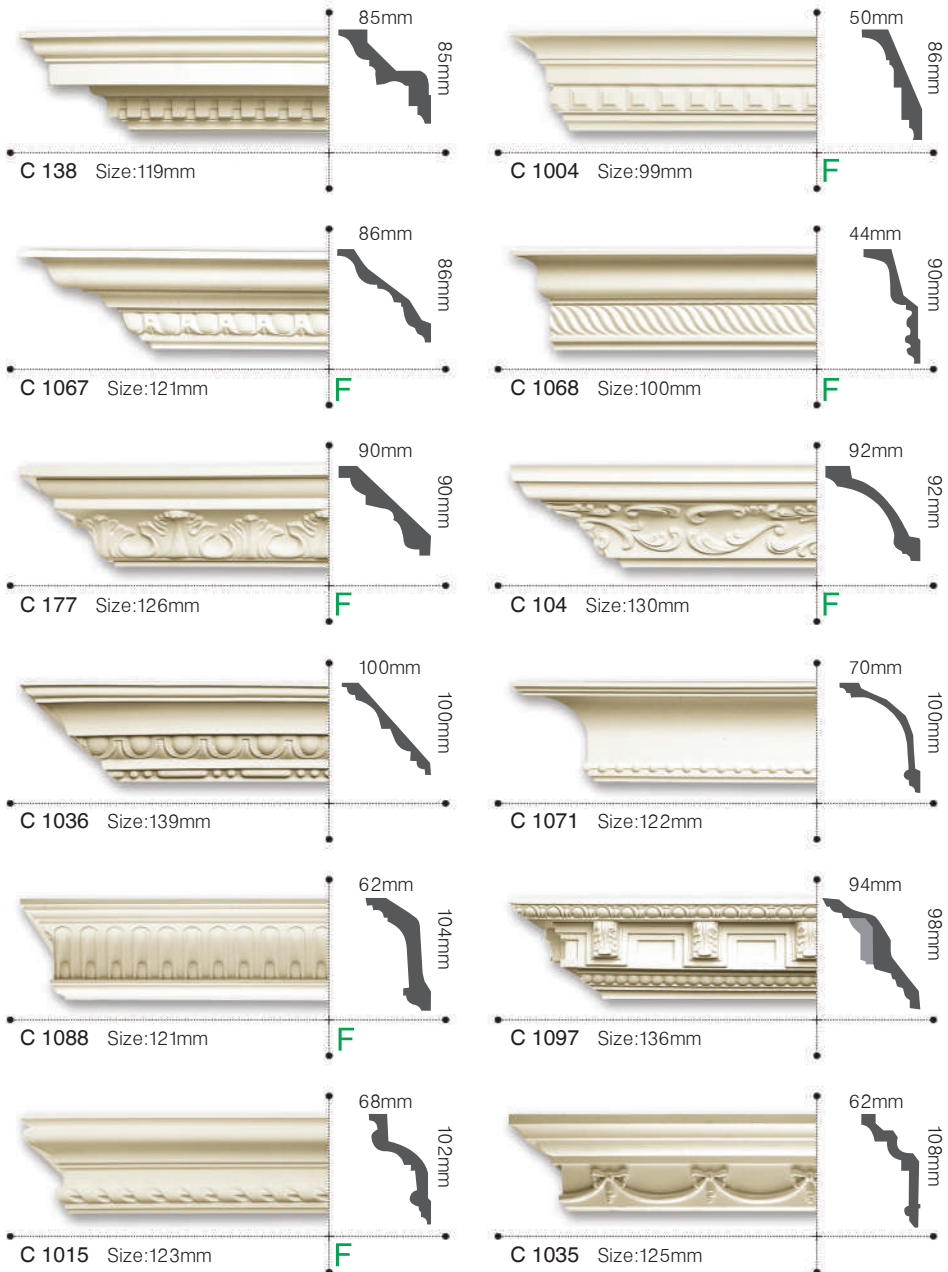 85mm
85mm
C 138 Size:119mm
50mm
86mm
C 1004 Size:99mm
F
86mm
86mm
C 1067 Size:121mm
F
44mm
90mm
C 1068 Size:100mm
F
90mm
90mm
C 177 Size:126mm
F
92mm
92mm
C 104 Size:130mm
F
100mm
100mm
C 1036 Size:139mm
70mm
100mm
C 1071 Size:122mm
62mm
104mm
C 1088 Size:121mm
F
94mm
98mm
C 1097 Size:136mm
68mm
102mm
C 1015 Size:123mm
F
62mm
108mm
C 1035 Size:125mm